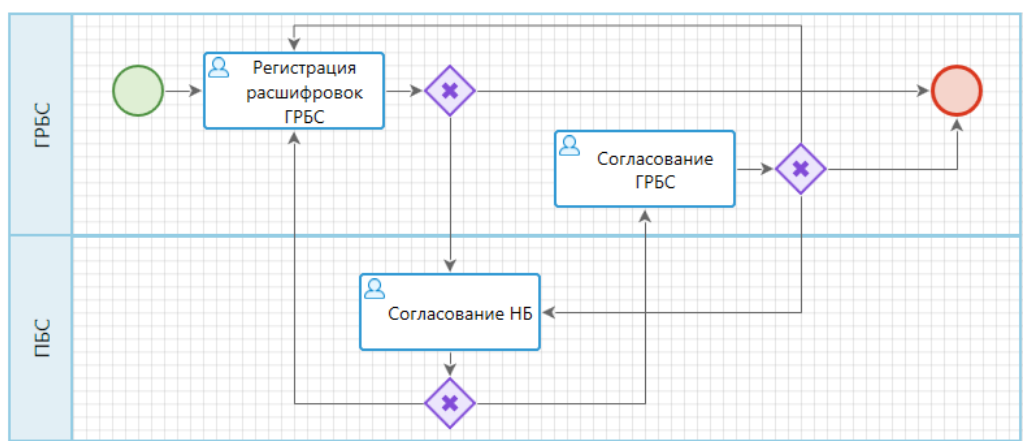 ГРБС
Регистрация
расшифровок
ГРБС
Согласование
ГРБС
ПБС
Согласование НБ